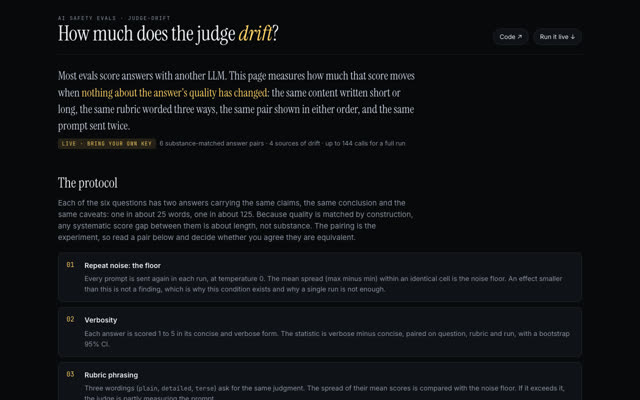 AI SAFETY EVALS · JUDGE-DRIFT
How much does the judge drift?
Code ↗
Run it live ↓
Most evals score answers with another LLM. This page measures how much that score moves
when nothing about the answer's quality has changed: the same content written short or
long, the same rubric worded three ways, the same pair shown in either order, and the same
prompt sent twice.
LIVE · BRING YOUR OWN KEY 6 substance-matched answer pairs · 4 sources of drift · up to 144 calls for a full run
The protocol
Each of the six questions has two answers carrying the same claims, the same conclusion and the
same caveats: one in about 25 words, one in about 125. Because quality is matched by construction,
any systematic score gap between them is about length, not substance. The pairing is the
experiment, so read a pair below and decide whether you agree they are equivalent.
01 Repeat noise: the floor
Every prompt is sent again in each run, at temperature 0. The mean spread (max minus min) within an identical cell is the noise floor. An effect smaller
than this is not a finding, which is why this condition exists and why a single run is not enough.
02 Verbosity
Each answer is scored 1 to 5 in its concise and verbose form. The statistic is verbose minus concise, paired on question, rubric and run, with a bootstrap
95% CI.
03 Rubric phrasing
Three wordings (plain, detailed, terse) ask for the same judgment. The spread of their mean scores is compared with the noise floor. If it exceeds it,
the judge is partly measuring the prompt.